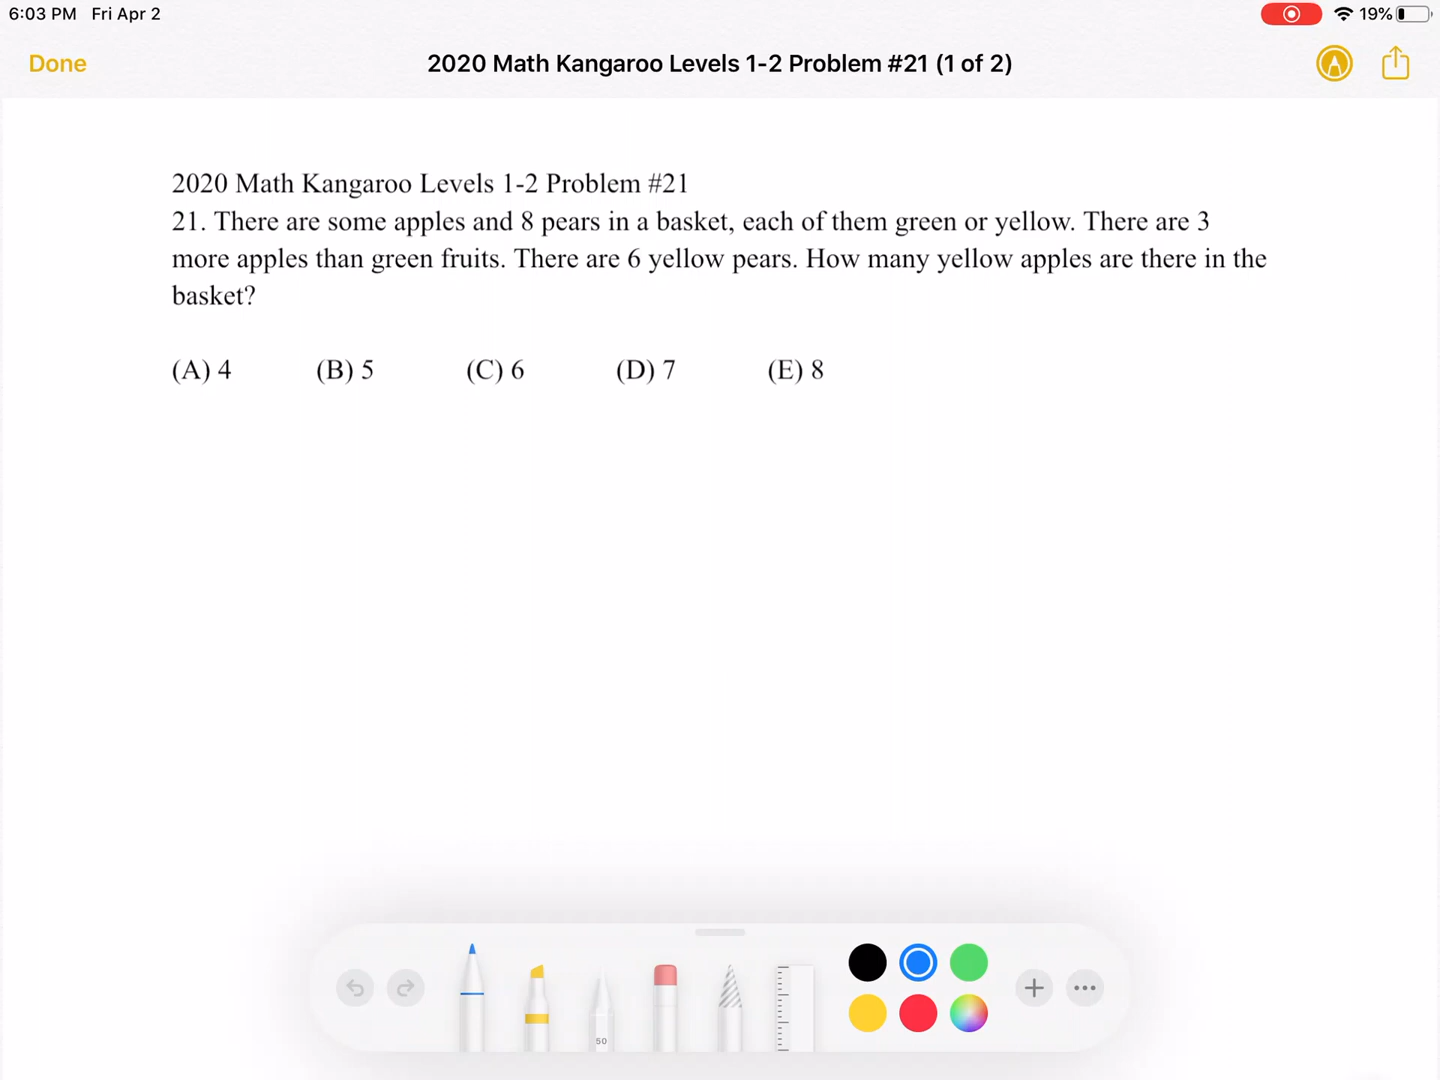 6:03 PM Fri Apr 2
19%
Done
2020 Math Kangaroo Levels 1-2 Problem #21 (1 of 2)
2020 Math Kangaroo Levels 1-2 Problem #21
21. There are some apples and 8 pears in a basket, each of them green or yellow. There are 3
more apples than green fruits. There are 6 yellow pears. How many yellow apples are there in the
basket?
(A) 4 (B) 5 (C) 6 (D) 7 (E) 8
50